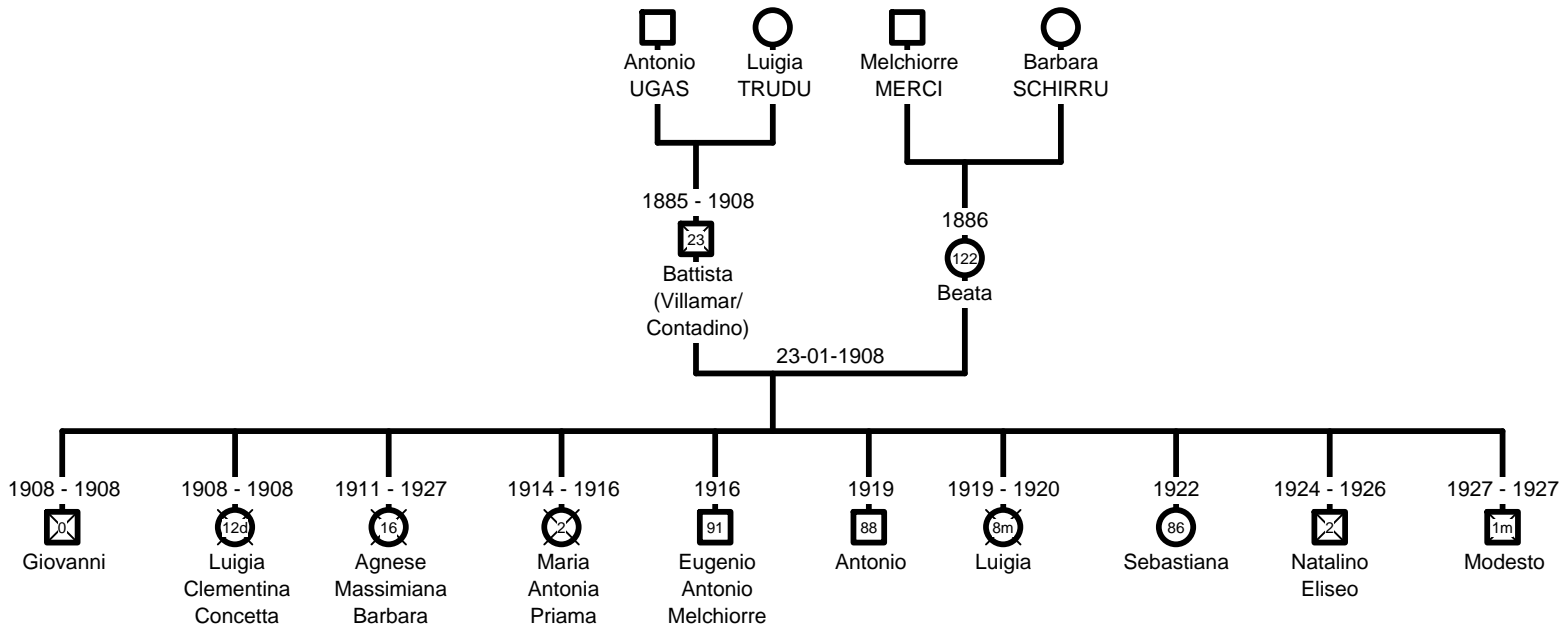 Antonio
UGAS
Luigia
TRUDU
Melchiorre
MERCI
Barbara
SCHIRRU
1885 - 1908
23
Battista
(Villamar/
Contadino)
1886
122
Beata
23-01-1908
1908 - 1908
0
Giovanni
1908 - 1908
12d
Luigia
Clementina
Concetta
1911 - 1927
16
Agnese
Massimiana
Barbara
1914 - 1916
2
Maria
Antonia
Priama
1916
91
Eugenio
Antonio
Melchiorre
1919
88
Antonio
1919 - 1920
8m
Luigia
1922
86
Sebastiana
1924 - 1926
2
Natalino
Eliseo
1927 - 1927
1m
Modesto